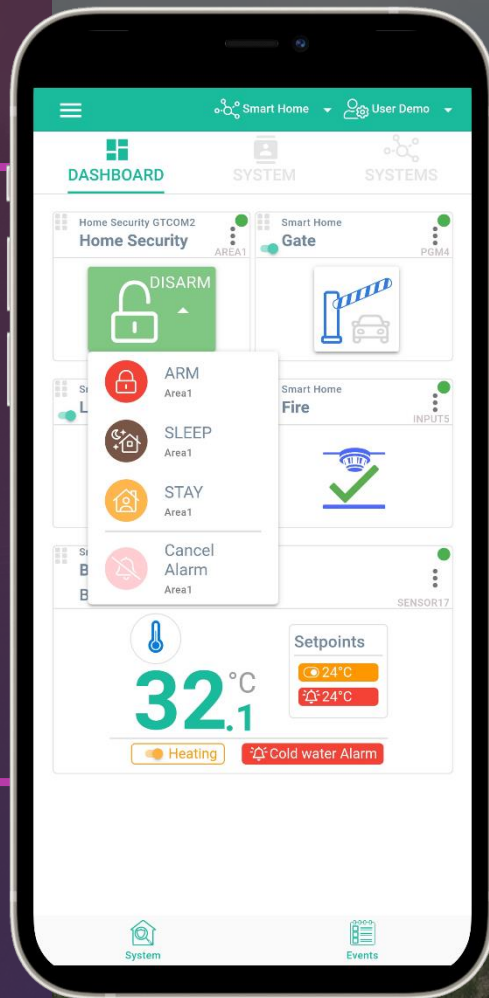 Smart Home
User Demo
DASHBOARD
SYSTEM
SYSTEMS
Home Security GTCOM2
Home Security
AREA1
Smart Home
Gate
PGM4
DISARM
ARM
Area1
SLEEP
Area1
STAY
Area1
Cancel
Alarm
Area1
Smart Home
Fire
INPUT5
SENSOR17
32.1 °C
Setpoints
24°C
24°C
Heating
Cold water Alarm
System
Events